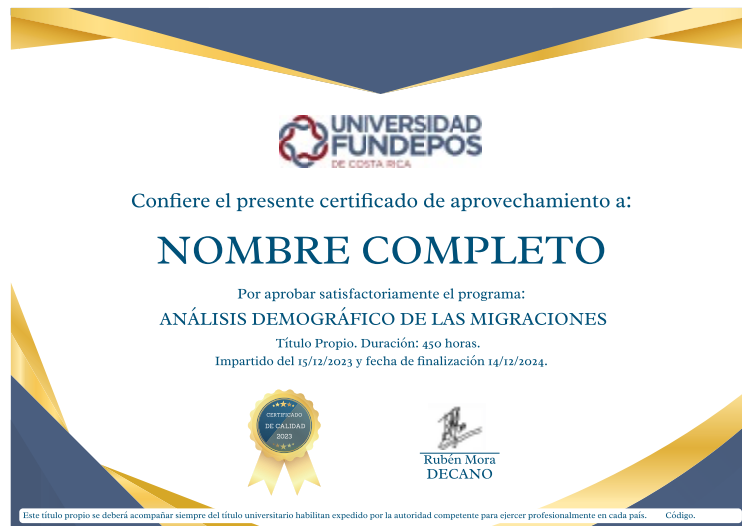 UNIVERSIDAD
FUNDEPOS
DE COSTA RICA
Confiere el presente certificado de aprovechamiento a:
NOMBRE COMPLETO
Por aprobar satisfactoriamente el programa:
ANÁLISIS DEMOGRÁFICO DE LAS MIGRACIONES
Título Propio. Duración: 450 horas.
Impartido del 15/12/2023 y fecha de finalización 14/12/2024.
CERTIFICADO
DE CALIDAD
2023
Rubén Mora
DECANO
Este título propio se deberá acompañar siempre del título universitario habilitan expedido por la autoridad competente para ejercer profesionalmente en cada país. Código.